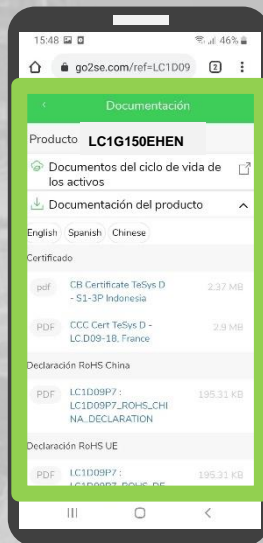 15:48 46%
go2se.com/ref=LC1D09 2
Documentación
Producto LC1G150EHEN
Documentos del ciclo de vida de
los activos
Documentación del producto
English Spanish Chinese
Certificado
pdf CB Certificate TeSys D 2.37 MB
- S1-3P Indonesia
PDF CCC Cert TeSys D - 2.9 MB
LC.D09-18, France
Declaración RoHS China
PDF LC1D09P7 : 195.31 KB
LC1D09P7_ROHS_CHI
NA_DECLARATION
Declaración RoHS UE
PDF LC1D09P7 : 195.31 KB